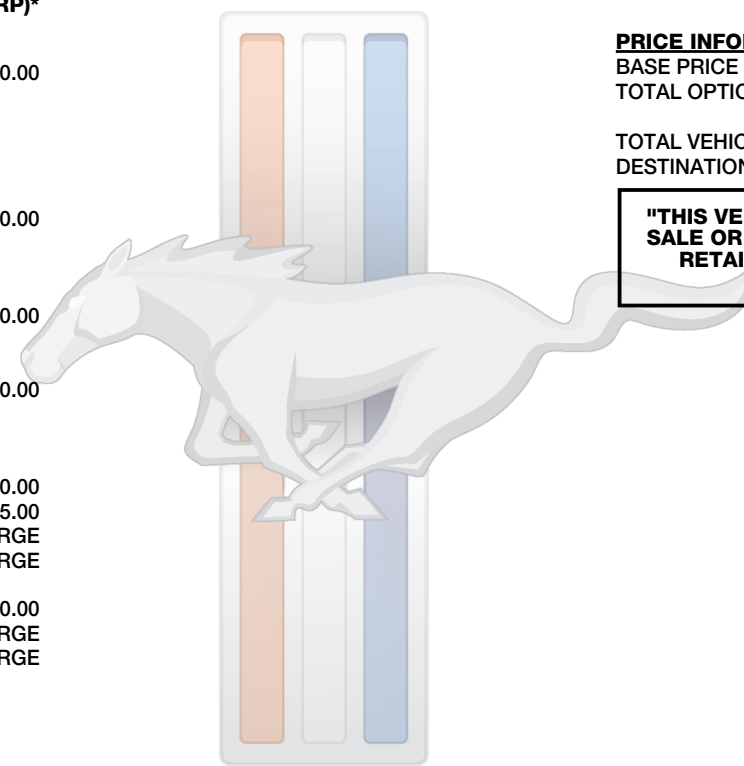 RP)*
0.00
0.00
0.00
0.00
0.00
5.00
RGE
RGE
0.00
RGE
RGE
PRICE INFO
BASE PRICE
TOTAL OPTIO
TOTAL VEHIC
DESTINATION
"THIS VE
SALE OR
RETAI